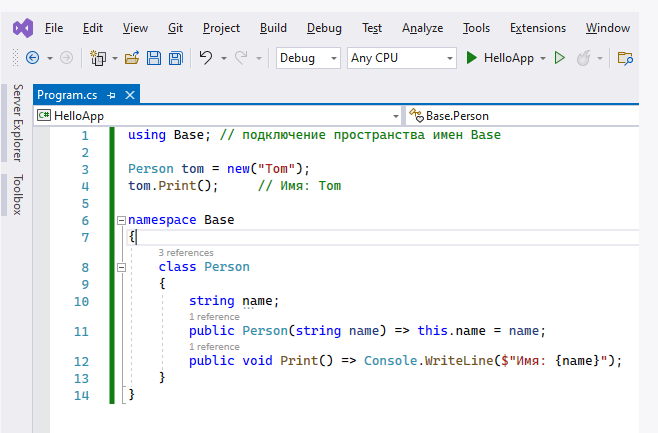 File Edit View Git Project Build Debug Test Analyze Tools Extensions Window
Debug Any CPU HelloApp
Server Explorer
Toolbox
Program.cs
C# HelloApp Base.Person
1 using Base; // подключение пространства имен Base
2
3 Person tom = new("Tom");
4 tom.Print();     // Имя: Tom
5
6 namespace Base
7 {
3 references
8 class Person
9 {
10 string name;
1 reference
11 public Person(string name) => this.name = name;
1 reference
12 public void Print() => Console.WriteLine($"Имя: {name}");
13 }
14 }